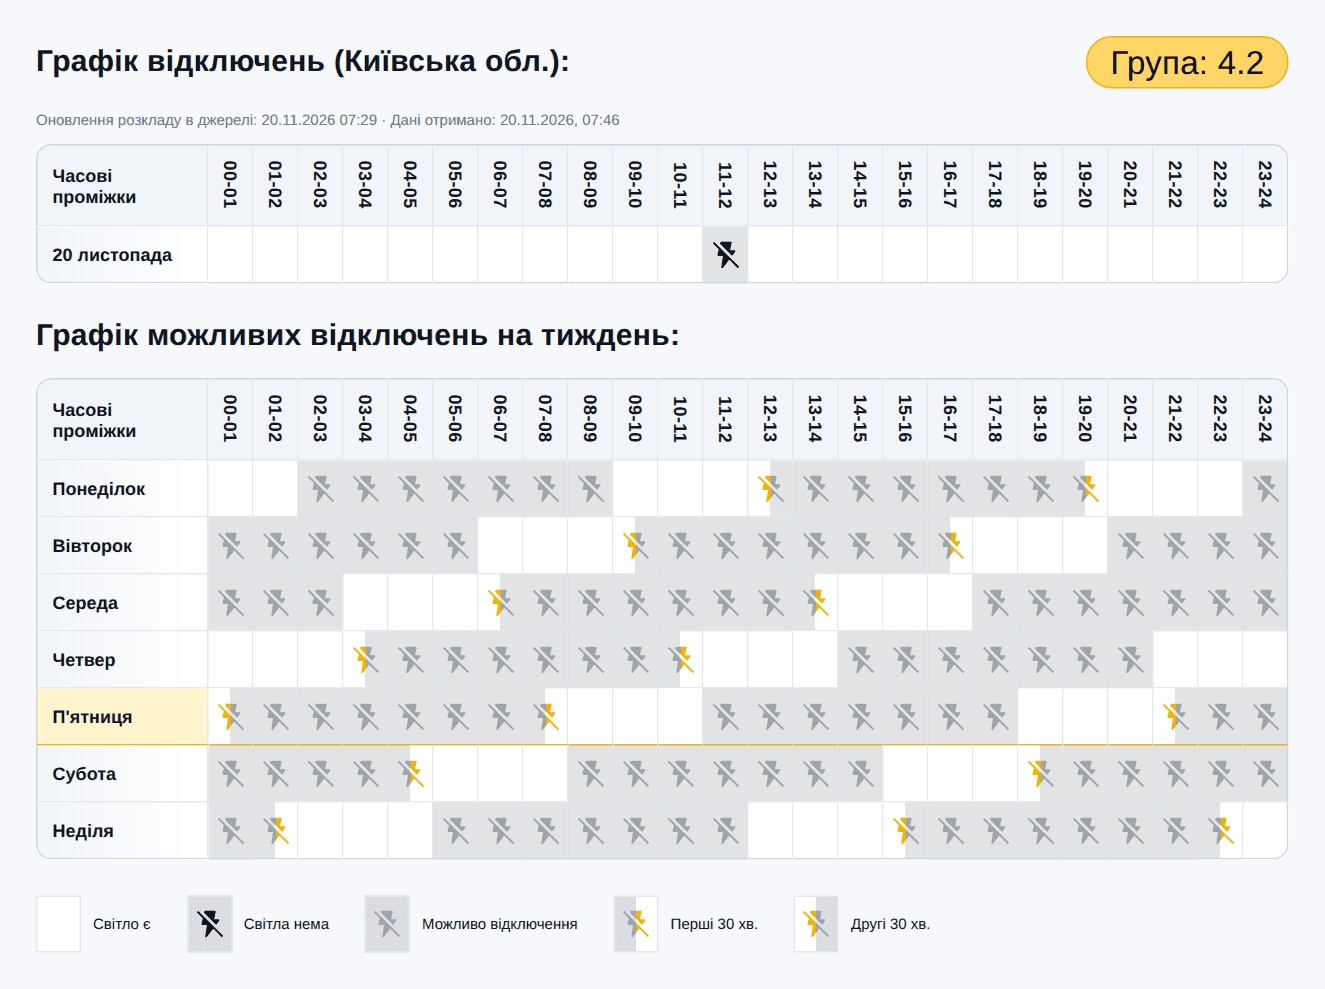 Графік відключень (Київська обл.):
Група: 4.2
Оновлення розкладу в джерелі: 20.11.2026 07:29 · Дані отримано: 20.11.2026, 07:46
Часові проміжки 00-01 01-02 02-03 03-04 04-05 05-06 06-07 07-08 08-09 09-10 10-11 11-12 12-13 13-14 14-15 15-16 16-17 17-18 18-19 19-20 20-21 21-22 22-23 23-24
20 листопада
Графік можливих відключень на тиждень:
Часові проміжки 00-01 01-02 02-03 03-04 04-05 05-06 06-07 07-08 08-09 09-10 10-11 11-12 12-13 13-14 14-15 15-16 16-17 17-18 18-19 19-20 20-21 21-22 22-23 23-24
Понеділок
Вівторок
Середа
Четвер
П'ятниця
Субота
Неділя
Світло є Світла нема Можливо відключення Перші 30 хв. Другі 30 хв.